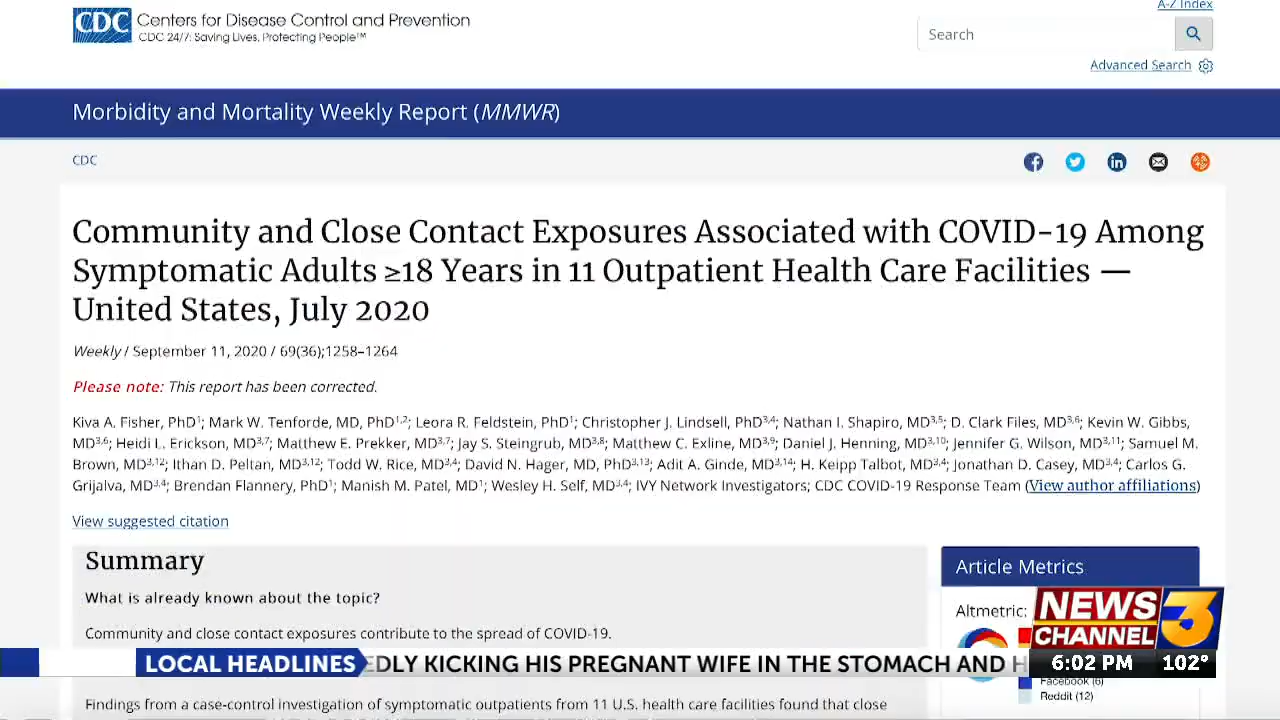 A-Z Index
CDC Centers for Disease Control and Prevention
CDC 24/7: Saving Lives, Protecting People™
Search
Advanced Search
Morbidity and Mortality Weekly Report (MMWR)
CDC
Community and Close Contact Exposures Associated with COVID-19 Among
Symptomatic Adults ≥18 Years in 11 Outpatient Health Care Facilities —
United States, July 2020
Weekly / September 11, 2020 / 69(36);1258–1264
Please note: This report has been corrected.
Kiva A. Fisher, PhD1; Mark W. Tenforde, MD, PhD1,2; Leora R. Feldstein, PhD1; Christopher J. Lindsell, PhD3,4; Nathan I. Shapiro, MD3,5; D. Clark Files, MD3,6; Kevin W. Gibbs,
MD3,6; Heidi L. Erickson, MD3,7; Matthew E. Prekker, MD3,7; Jay S. Steingrub, MD3,8; Matthew C. Exline, MD3,9; Daniel J. Henning, MD3,10; Jennifer G. Wilson, MD3,11; Samuel M.
Brown, MD3,12; Ithan D. Peltan, MD3,12; Todd W. Rice, MD3,4; David N. Hager, MD, PhD3,13; Adit A. Ginde, MD3,14; H. Keipp Talbot, MD3,4; Jonathan D. Casey, MD3,4; Carlos G.
Grijalva, MD3,4; Brendan Flannery, PhD1; Manish M. Patel, MD1; Wesley H. Self, MD3,4; IVY Network Investigators; CDC COVID-19 Response Team (View author affiliations)
View suggested citation
Summary
What is already known about the topic?
Community and close contact exposures contribute to the spread of COVID-19.
Findings from a case-control investigation of symptomatic outpatients from 11 U.S. health care facilities found that close
Article Metrics
Altmetric:
Facebook (6)
Reddit (12)
NEWS
CHANNEL 3
6:02 PM 102°
LOCAL HEADLINES EDLY KICKING HIS PREGNANT WIFE IN THE STOMACH AND H